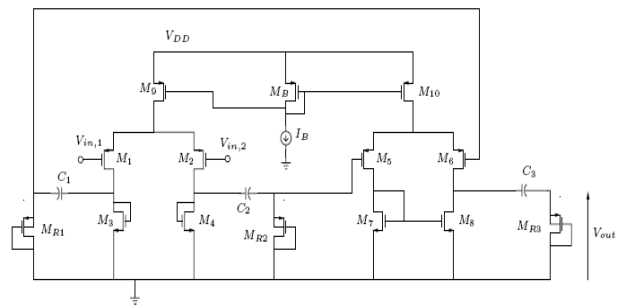 V_DD
M_9
M_B
M_10
I_B
V_in,1
V_in,2
M_1
M_2
M_5
M_6
C_1
C_2
C_3
M_R1
M_3
M_4
M_R2
M_7
M_8
M_R3
V_out